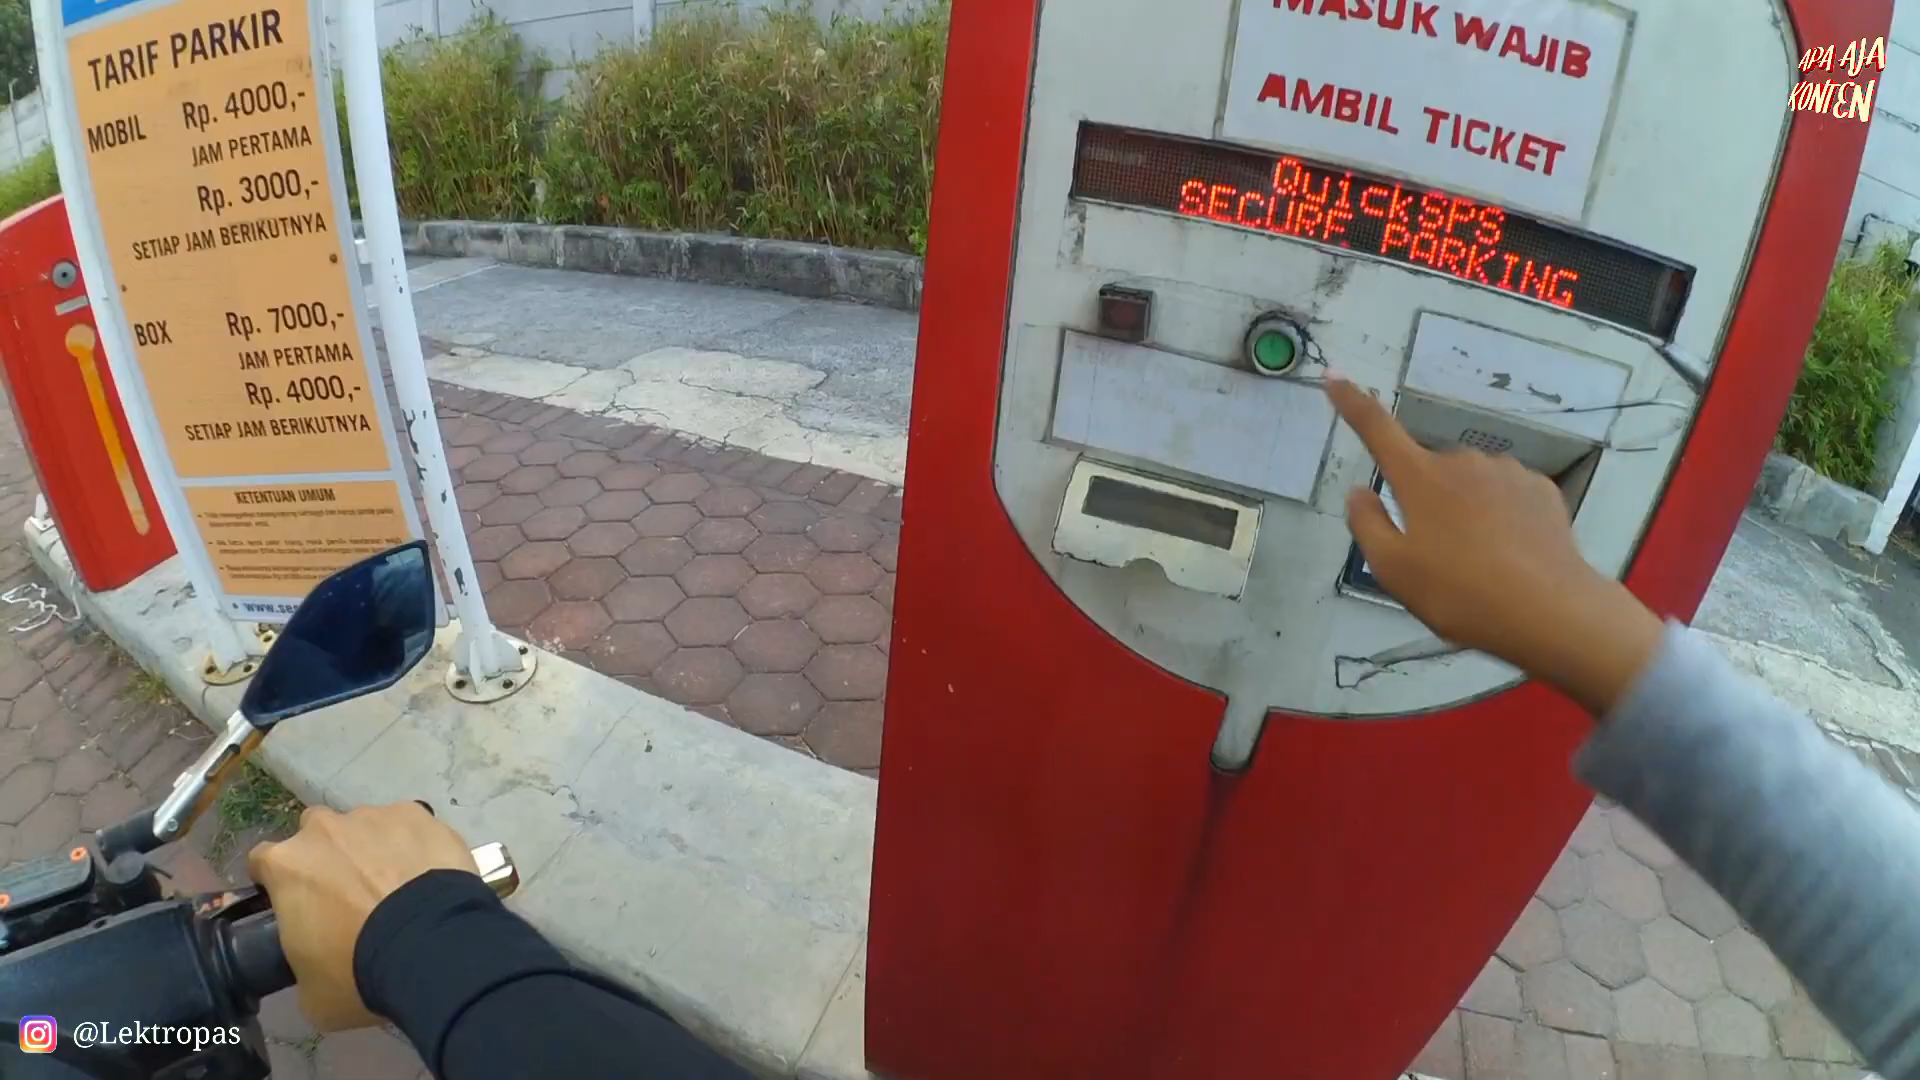 TARIF PARKIR
MOBIL Rp. 4000,-
JAM PERTAMA
Rp. 3000,-
SETIAP JAM BERIKUTNYA
BOX Rp. 7000,-
JAM PERTAMA
Rp. 4000,-
SETIAP JAM BERIKUTNYA
KETENTUAN UMUM
MASUK WAJIB
AMBIL TICKET
QuickSPS
SECURE PARKING
APA AJA
KONTEN
@Lektropas